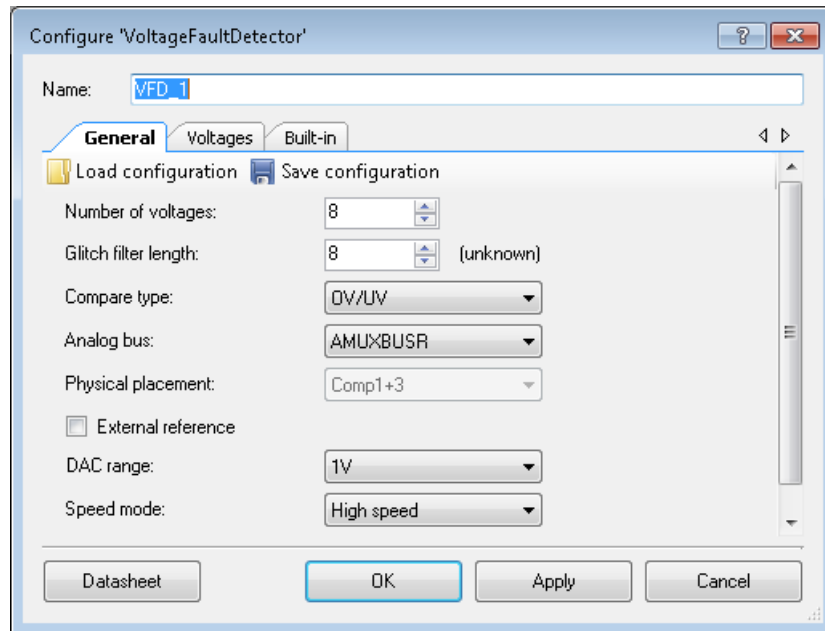 Configure 'VoltageFaultDetector'
Name: VFD_1
General Voltages Built-in
Load configuration Save configuration
Number of voltages: 8
Glitch filter length: 8 (unknown)
Compare type: OV/UV
Analog bus: AMUXBUSR
Physical placement: Comp1+3
External reference
DAC range: 1V
Speed mode: High speed
Datasheet OK Apply Cancel